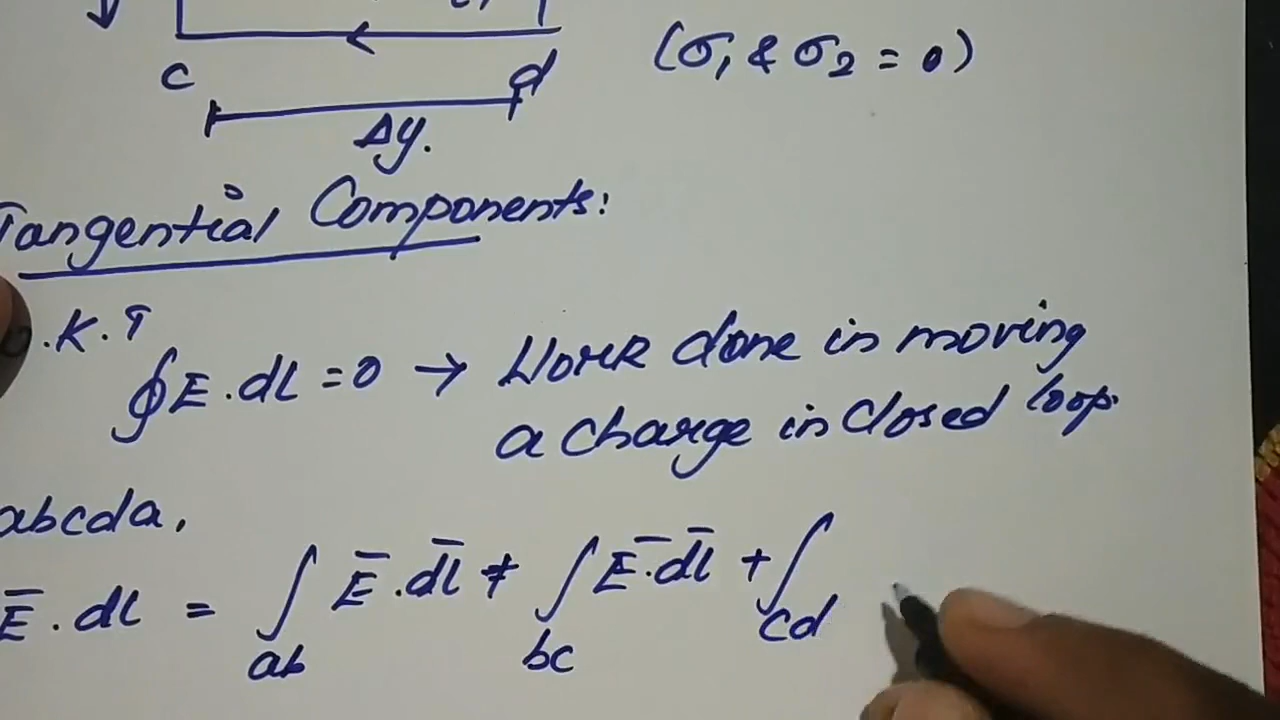 c d (σ₁ & σ₂ = 0)
Δy.
Tangential Components:
.K.T
∮E.dl = 0 → Work done in moving
a charge in closed loop.
abcda,
E̅ . dl = ∫ab E̅ . dl̅ + ∫bc E̅ . dl̅ + ∫cd